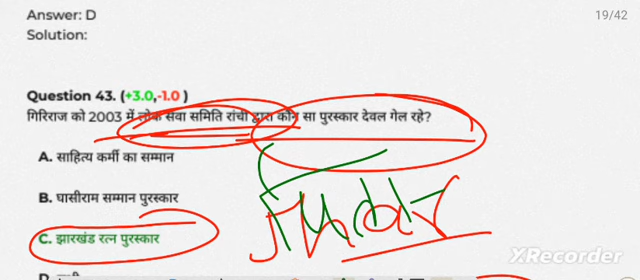 Answer: D
19/42
Solution:
Question 43. (+3.0,-1.0 )
गिरिराज को 2003 में लोक सेवा समिति रांची द्वारा कौन सा पुरस्कार देवल गेल रहे?
A. साहित्य कर्मी का सम्मान
B. घासीराम सम्मान पुरस्कार
C. झारखंड रत्न पुरस्कार
XRecorder